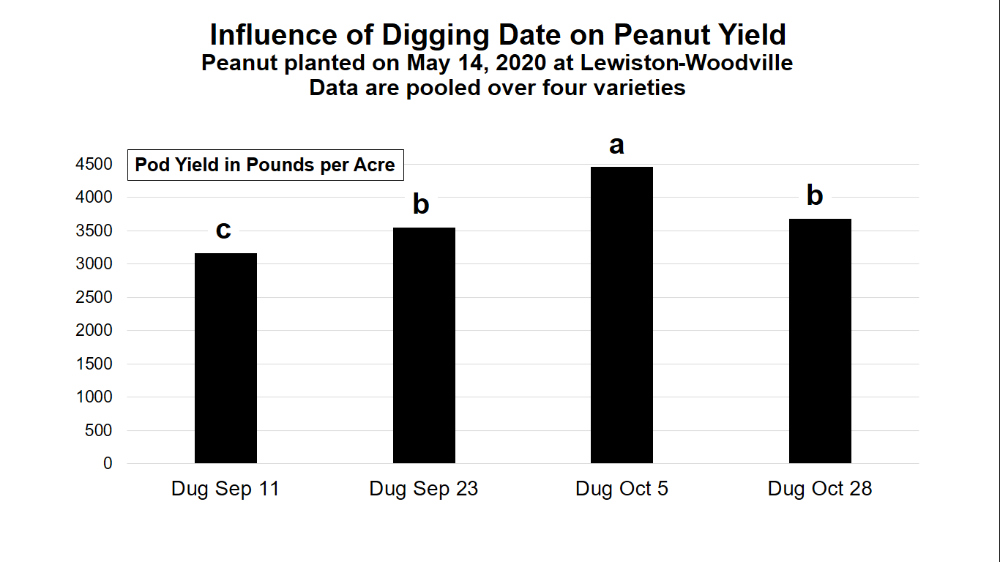 Influence of Digging Date on Peanut Yield
Peanut planted on May 14, 2020 at Lewiston-Woodville
Data are pooled over four varieties
Pod Yield in Pounds per Acre
4500
4000
3500
3000
2500
2000
1500
1000
500
0
c
b
a
b
Dug Sep 11
Dug Sep 23
Dug Oct 5
Dug Oct 28